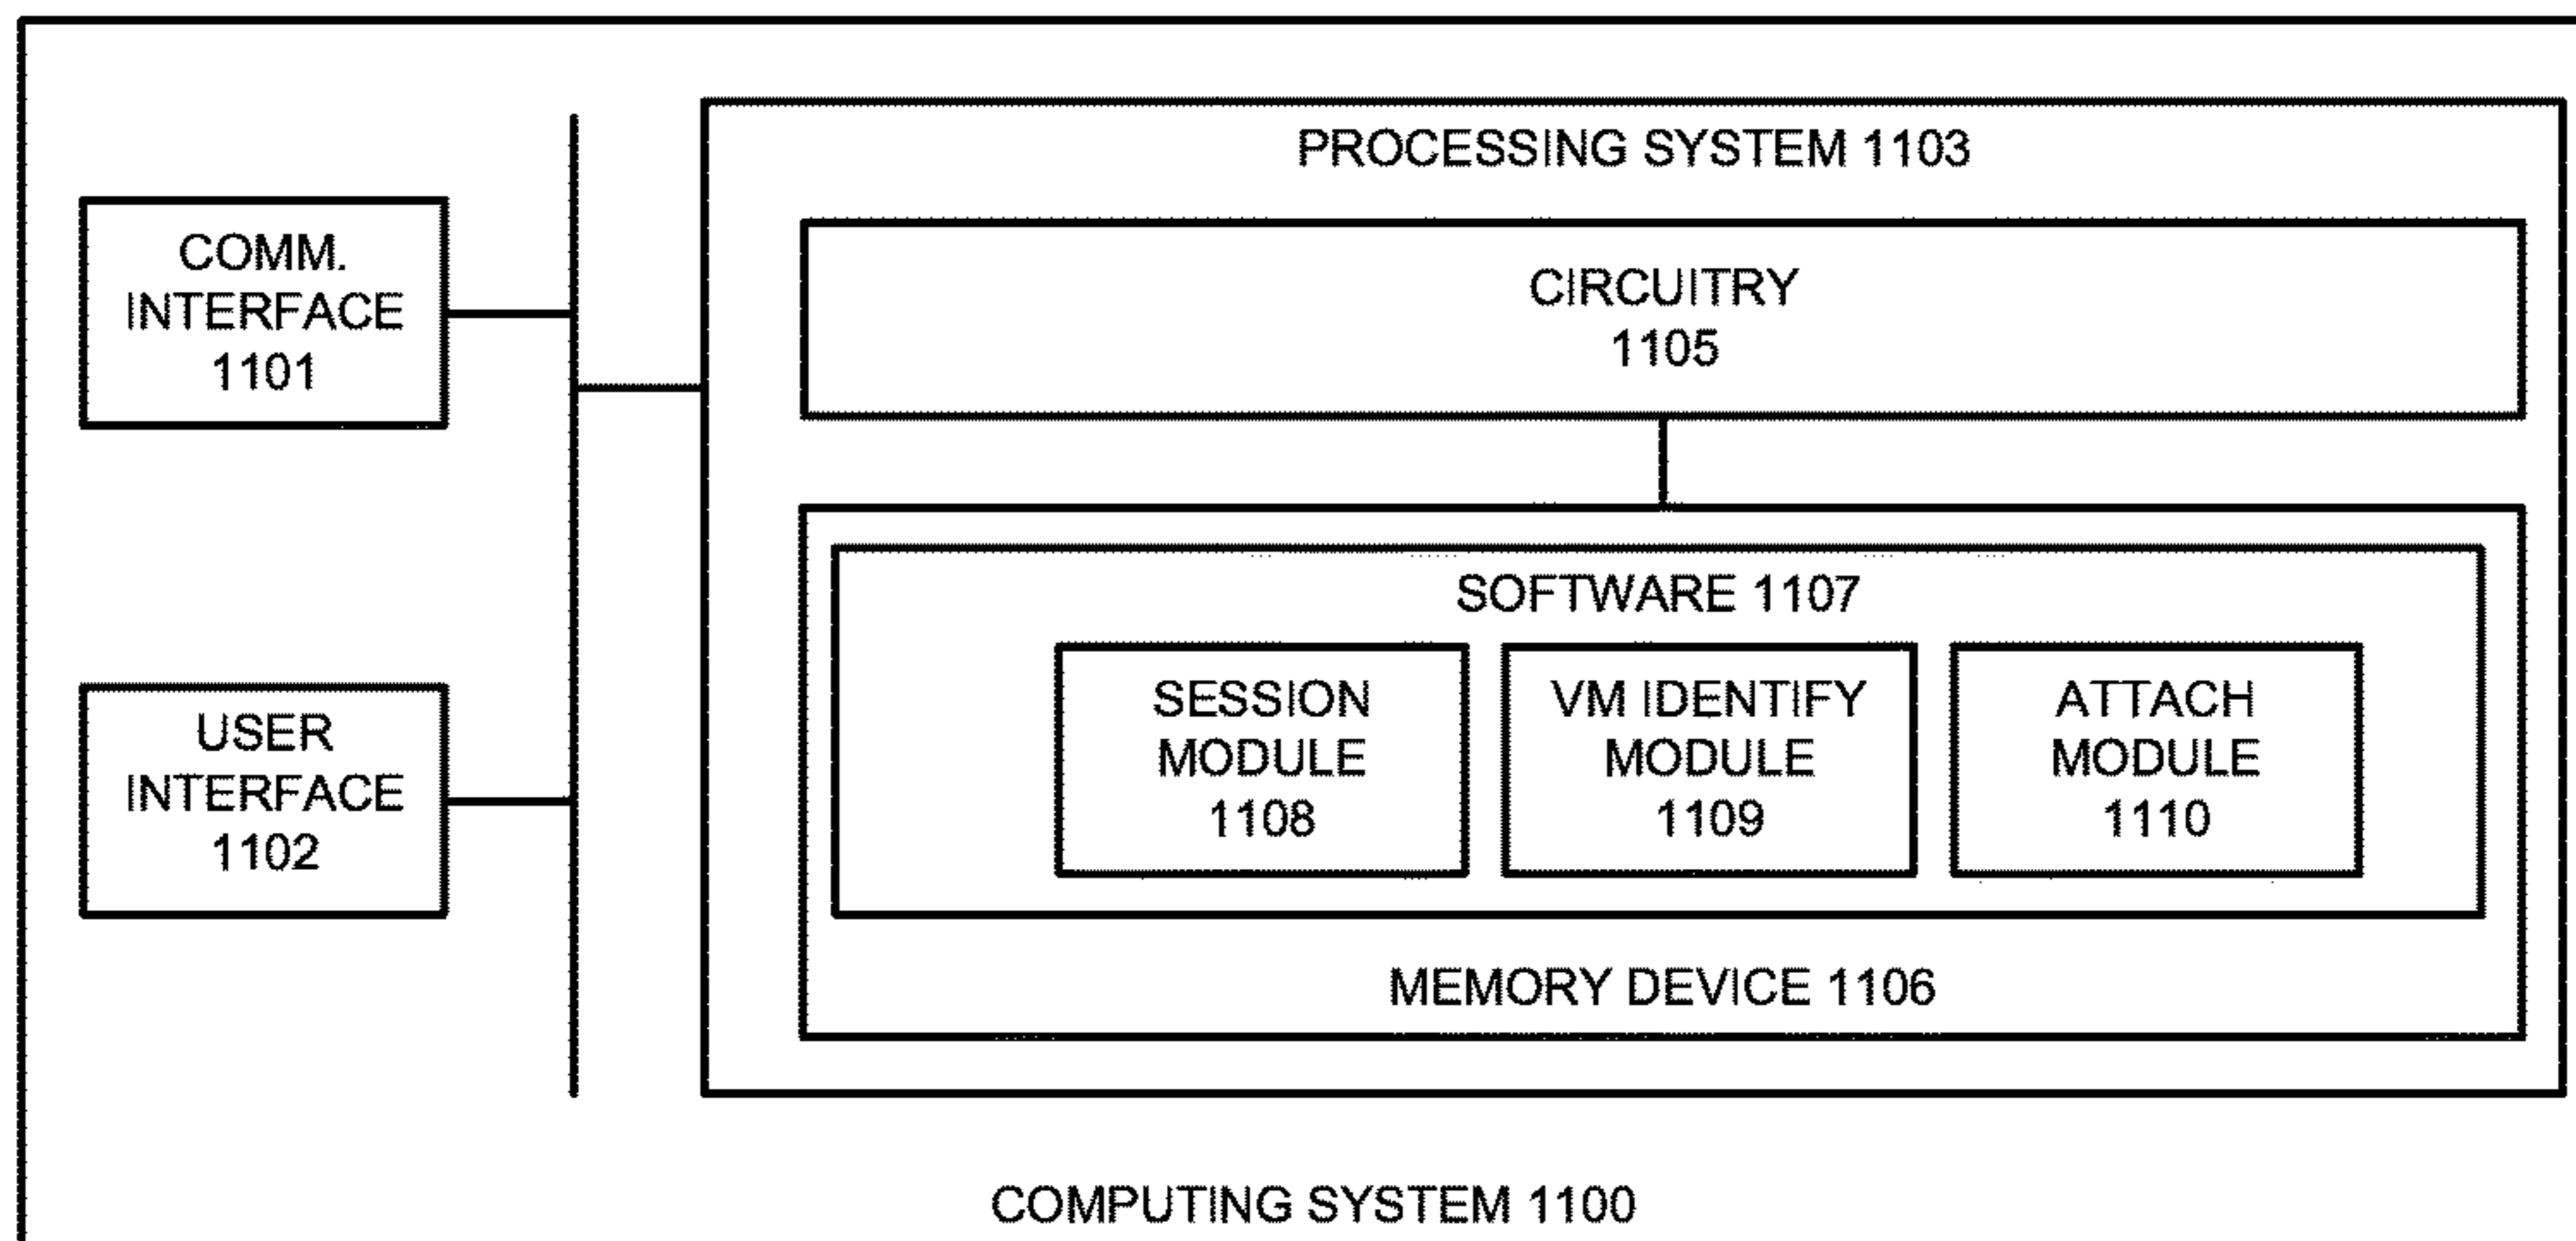 PROCESSING SYSTEM 1103
COMM.
INTERFACE
1101
CIRCUITRY
1105
SOFTWARE 1107
SESSION
MODULE
1108
VM IDENTIFY
MODULE
1109
ATTACH
MODULE
1110
USER
INTERFACE
1102
MEMORY DEVICE 1106
COMPUTING SYSTEM 1100